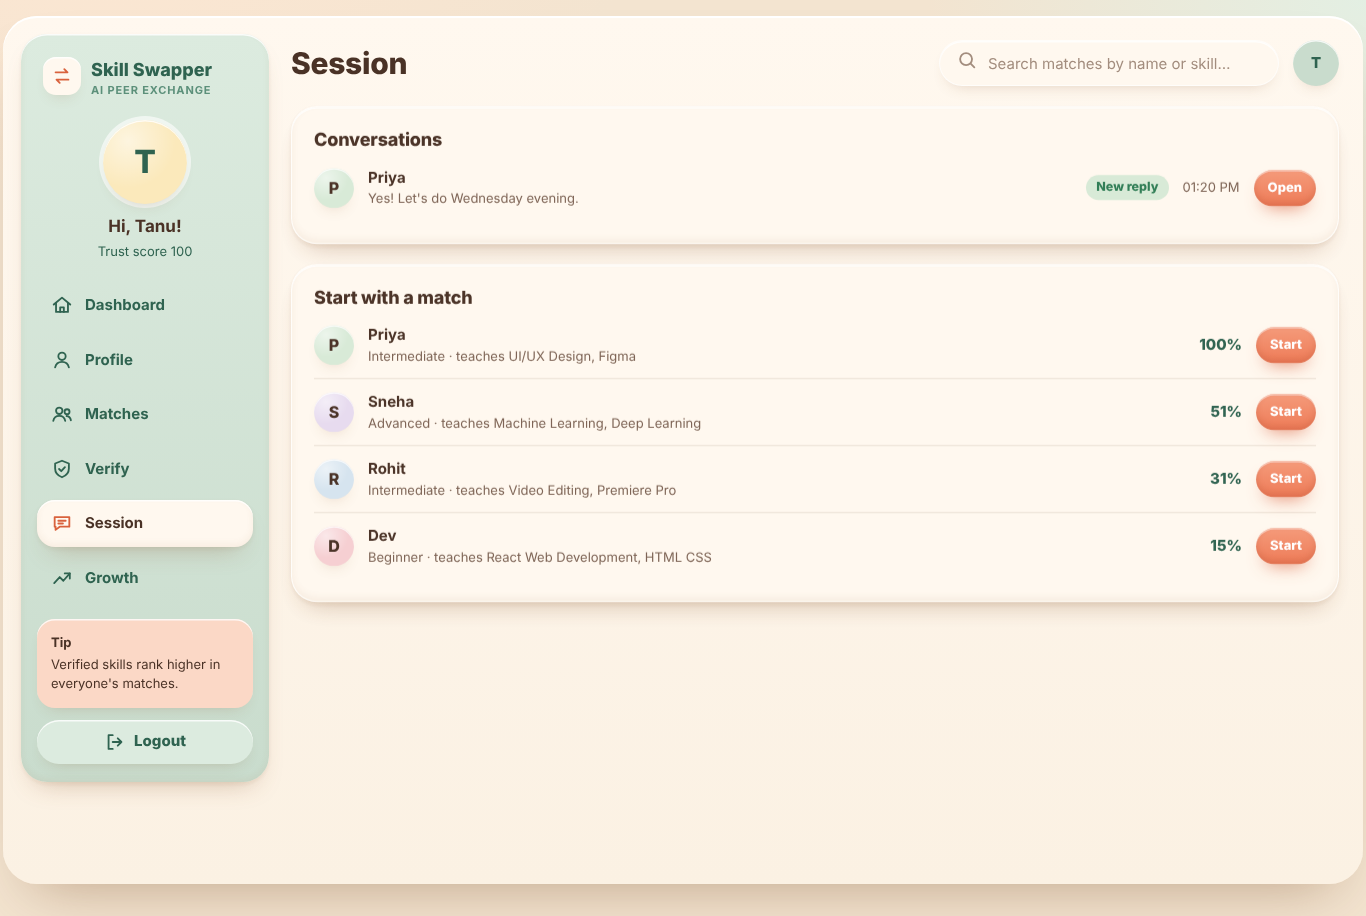 Skill Swapper
AI PEER EXCHANGE
T
Hi, Tanu!
Trust score 100
Dashboard
Profile
Matches
Verify
Session
Growth
Tip
Verified skills rank higher in
everyone's matches.
Logout
Session
Search matches by name or skill...
T
Conversations
P
Priya
Yes! Let's do Wednesday evening.
New reply
01:20 PM
Open
Start with a match
P
Priya
Intermediate · teaches UI/UX Design, Figma
100%
Start
S
Sneha
Advanced · teaches Machine Learning, Deep Learning
51%
Start
R
Rohit
Intermediate · teaches Video Editing, Premiere Pro
31%
Start
D
Dev
Beginner · teaches React Web Development, HTML CSS
15%
Start